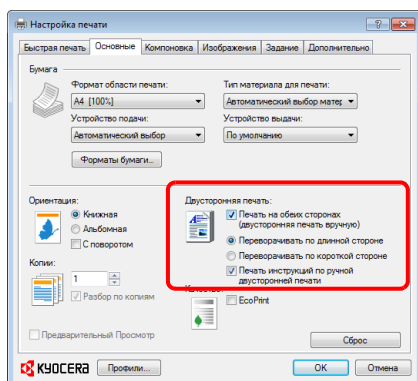 Настройка печати
Быстрая печать Основные Компоновка Изображения Задание Дополнительно
Бумага
Формат области печати:
A4 [100%]
Устройство подачи:
Автоматический выбор
Форматы бумаги...
Тип материала для печати:
Автоматический выбор матер
Устройство выдачи:
По умолчанию
Ориентация:
Книжная
Альбомная
С поворотом
Копии:
1
Разбор по копиям
Двусторонняя печать:
Печать на обеих сторонах
(двусторонняя печать вручную)
Переворачивать по длинной стороне
Переворачивать по короткой стороне
Печать инструкций по ручной
двусторонней печати
EcoPrint
Предварительный Просмотр
Сброс
KYOCERA
Профили...
OK
Отмена